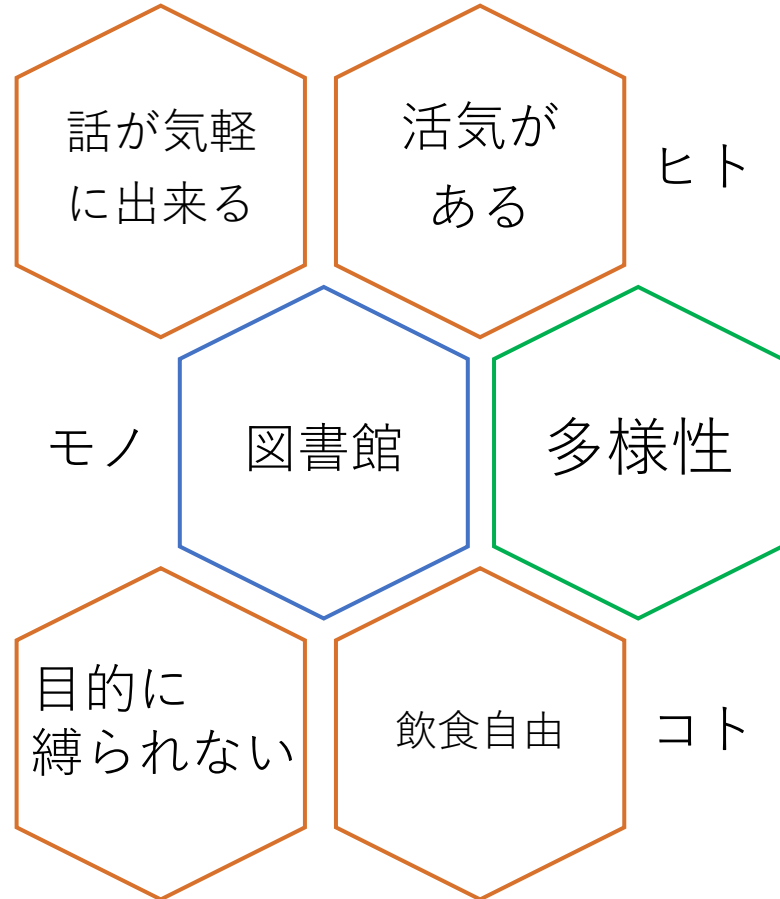 話が気軽
に出来る
活気が
ある
ヒト
モノ
図書館
多様性
目的に
縛られない
飲食自由
コト